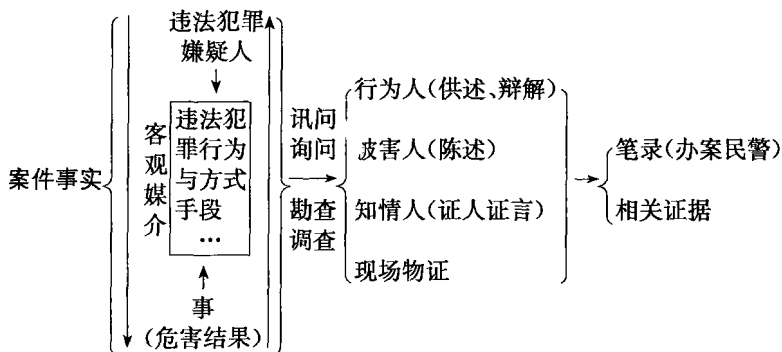 案件事实
客观媒介
违法犯罪
嫌疑人
违法犯
罪行为
与方式
手段
…
事
(危害结果)
讯问
询问
勘查
调查
行为人(供述、辩解)
皮害人(陈述)
知情人(证人证言)
现场物证
笔录(办案民警)
相关证据